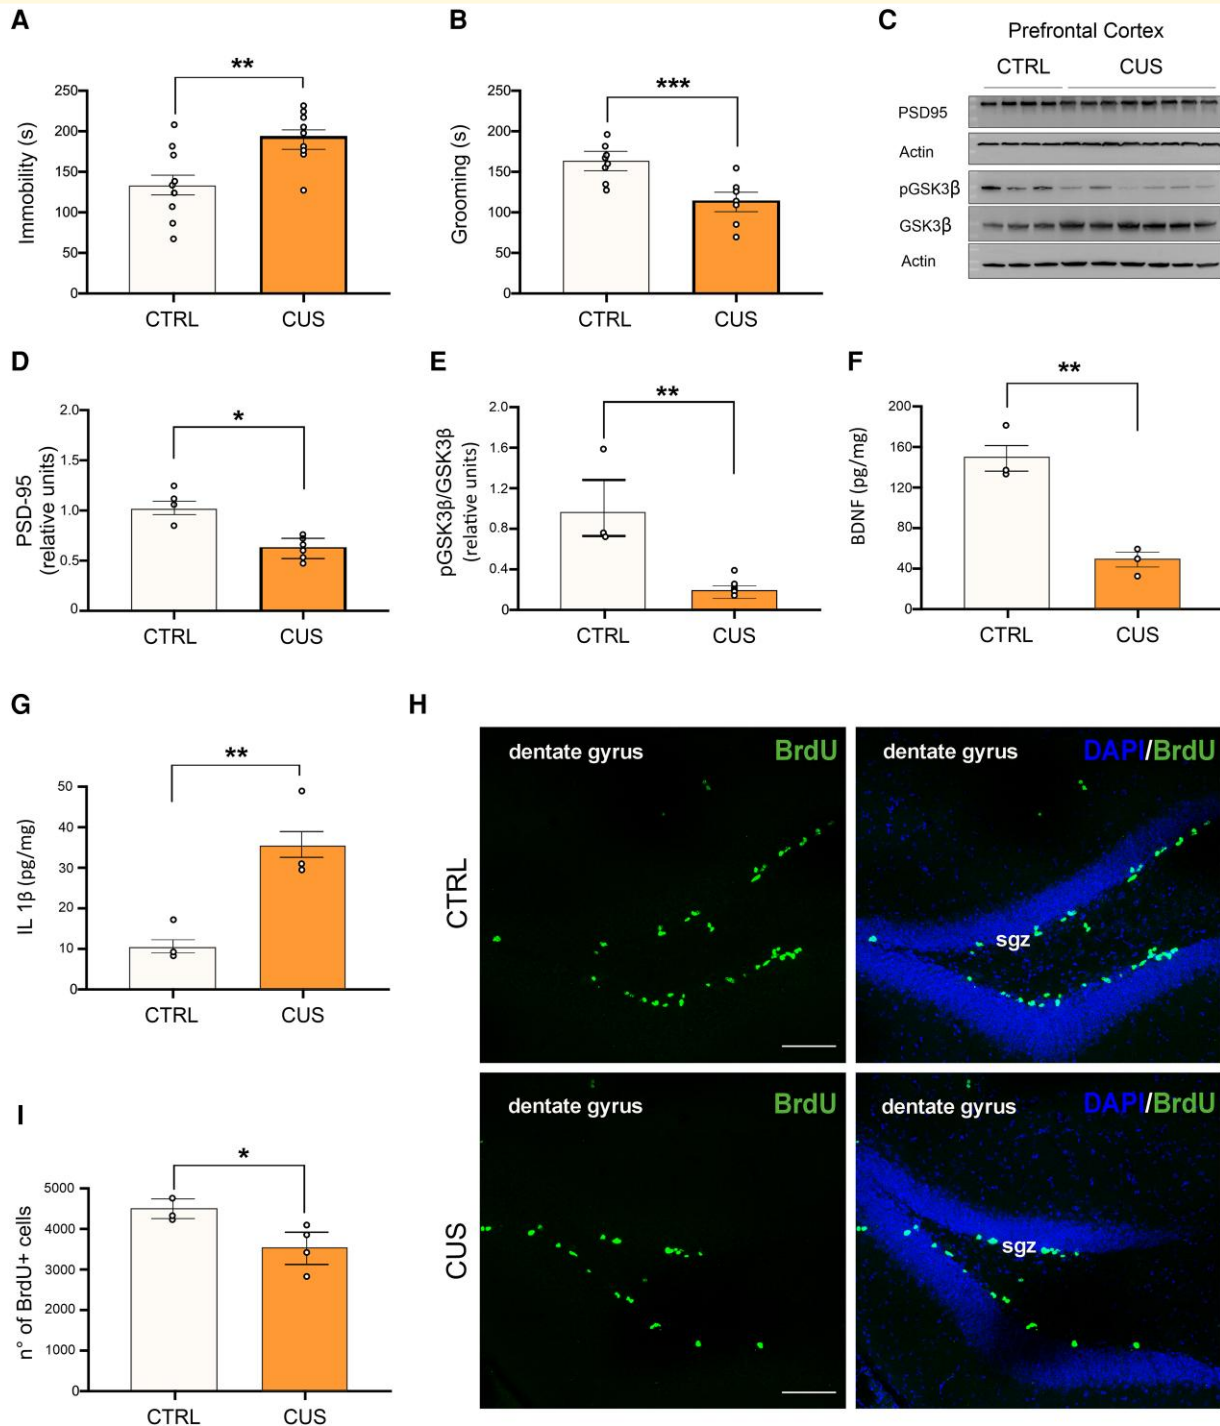 A
**
Immobility (s)
250
200
150
100
50
0
CTRL
CUS
B
***
Grooming (s)
250
200
150
100
50
0
CTRL
CUS
C
Prefrontal Cortex
CTRL
CUS
PSD95
Actin
pGSK3β
GSK3β
Actin
D
*
PSD-95
(relative units)
2.0
1.5
1.0
0.5
0
CTRL
CUS
E
**
pGSK3β/GSK3β
(relative units)
2.0
1.6
1.2
0.8
0.4
0
CTRL
CUS
F
**
BDNF (pg/mg)
200
160
120
80
40
0
CTRL
CUS
G
**
IL 1β (pg/mg)
50
40
30
20
10
0
CTRL
CUS
H
CTRL
dentate gyrus
BrdU
dentate gyrus
DAPI/BrdU
sgz
CUS
dentate gyrus
BrdU
dentate gyrus
DAPI/BrdU
sgz
I
*
n° of BrdU+ cells
5000
4000
3000
2000
1000
0
CTRL
CUS